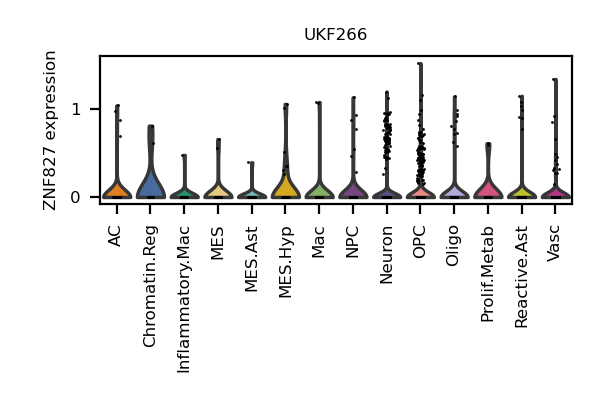 UKF266
ZNF827 expression
1
0
AC
Chromatin.Reg
Inflammatory.Mac
MES
MES.Ast
MES.Hyp
Mac
NPC
Neuron
OPC
Oligo
Prolif.Metab
Reactive.Ast
Vasc